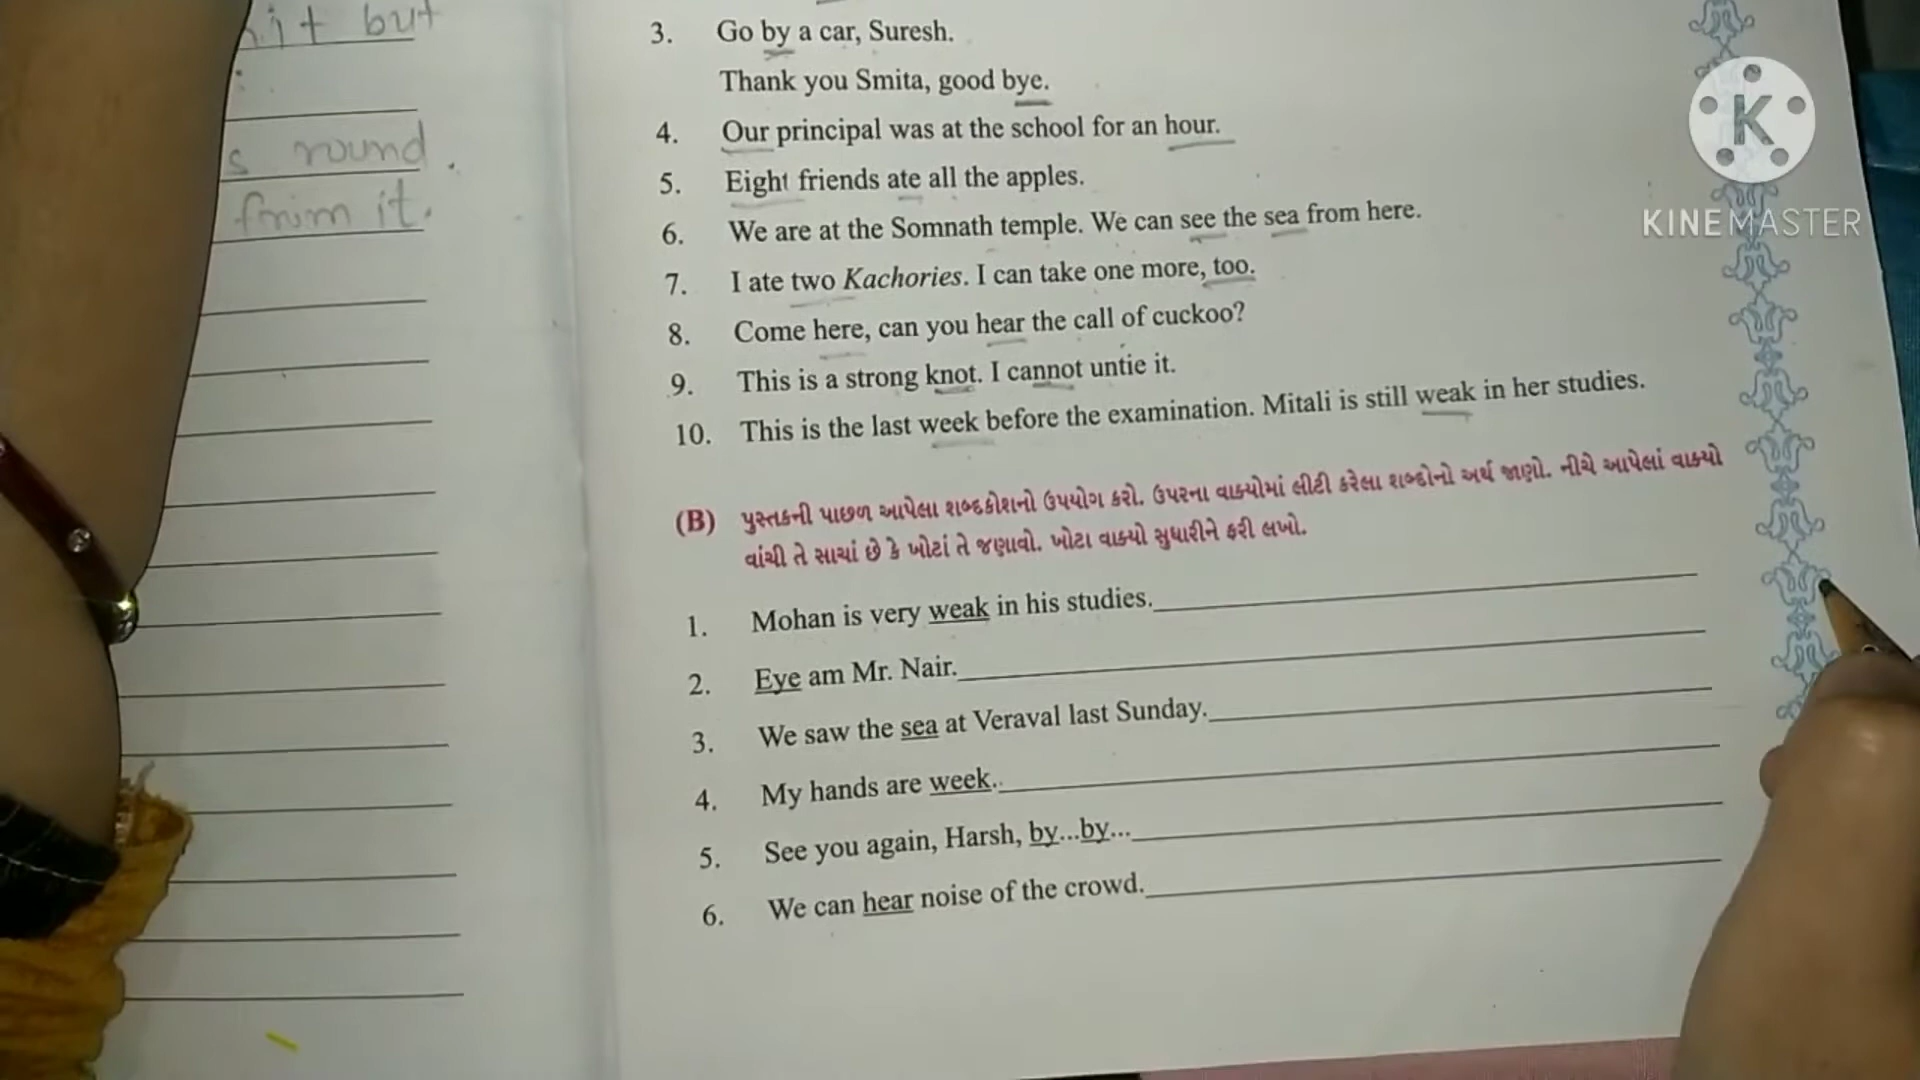 it but
s round
from it.
3. Go by a car, Suresh.
Thank you Smita, good bye.
4. Our principal was at the school for an hour.
5. Eight friends ate all the apples.
6. We are at the Somnath temple. We can see the sea from here.
7. I ate two Kachories. I can take one more, too.
8. Come here, can you hear the call of cuckoo?
9. This is a strong knot. I cannot untie it.
10. This is the last week before the examination. Mitali is still weak in her studies.
(B) પુસ્તકની પાછળ આપેલા શબ્દકોશનો ઉપયોગ કરો. ઉપરના વાક્યોમાં લીટી કરેલા શબ્દોનો અર્થ જાણો. નીચે આપેલાં વાક્યો
વાંચી તે સાચાં છે કે ખોટાં તે જણાવો. ખોટા વાક્યો સુધારીને ફરી લખો.
1. Mohan is very weak in his studies.
2. Eye am Mr. Nair.
3. We saw the sea at Veraval last Sunday.
4. My hands are week.
5. See you again, Harsh, by...by...
6. We can hear noise of the crowd.
K
KINEMASTER